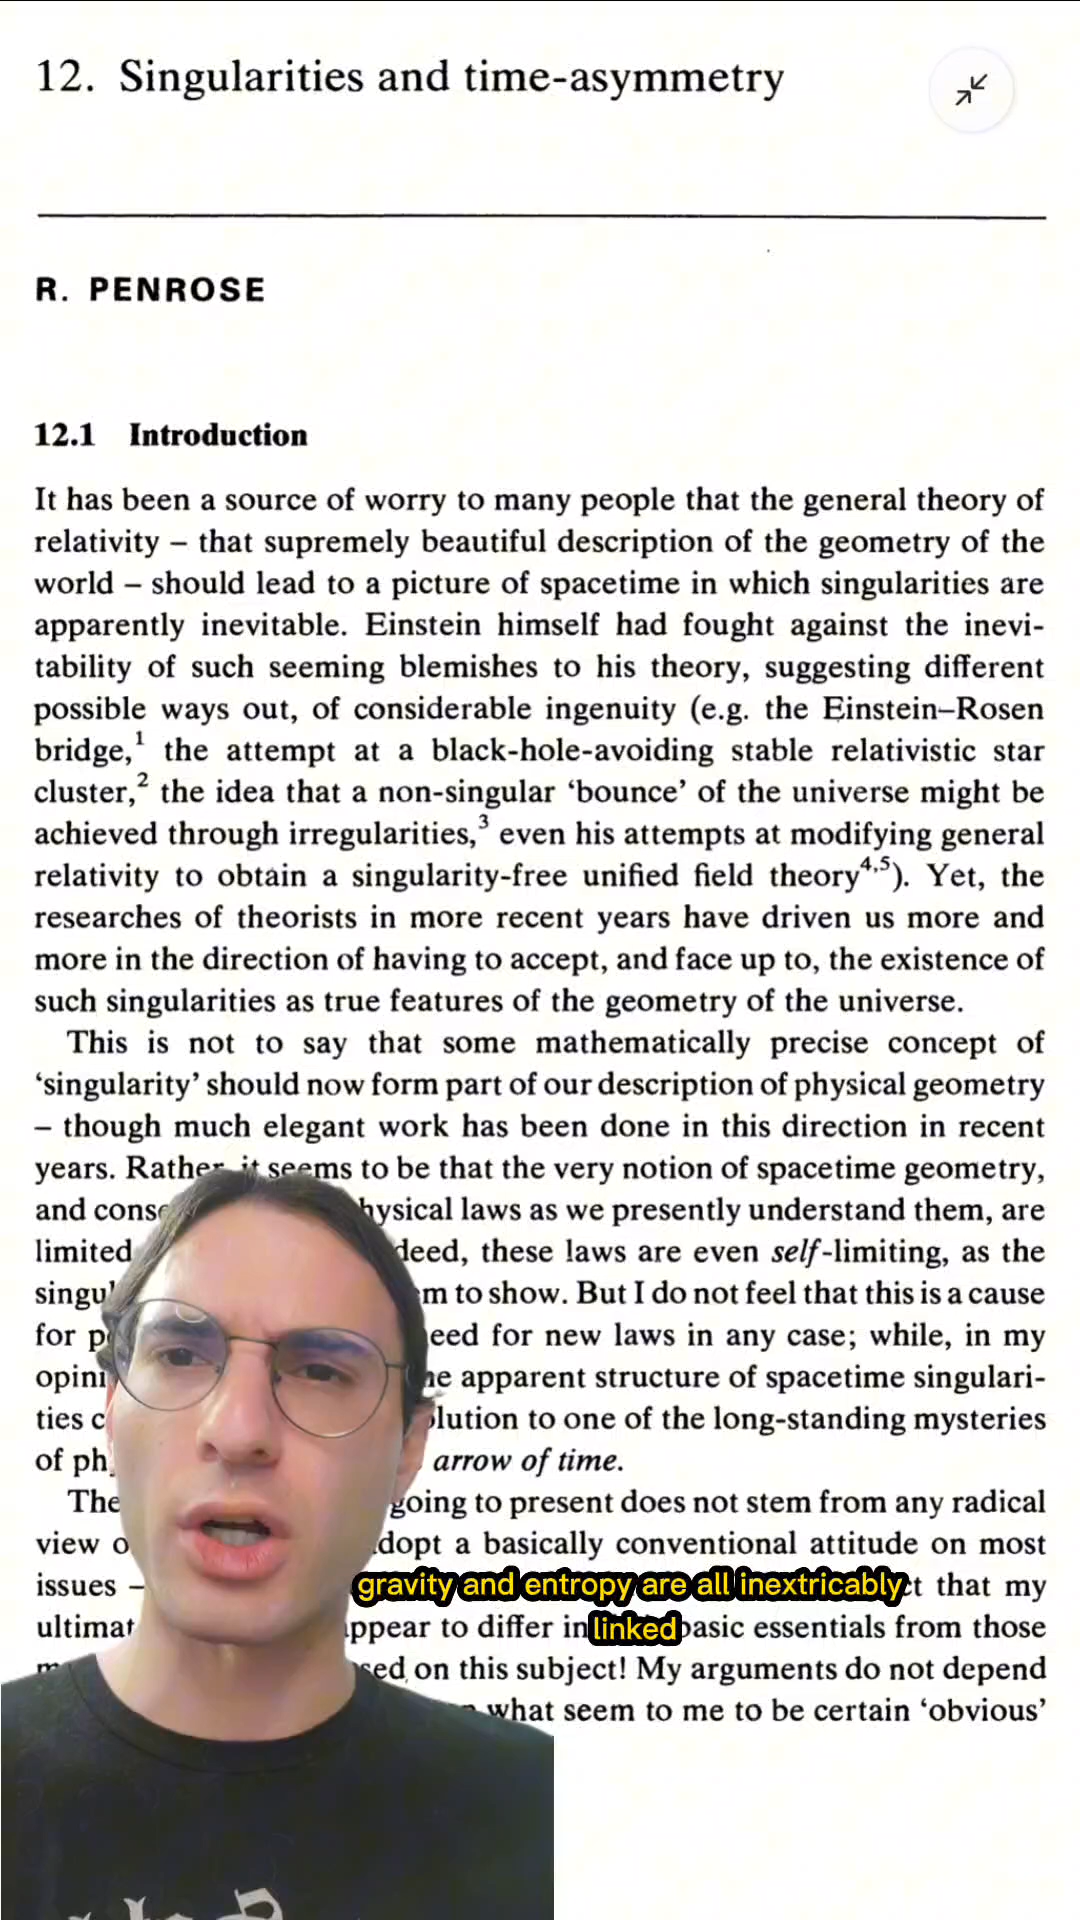 12. Singularities and time-asymmetry
R. PENROSE
12.1 Introduction
It has been a source of worry to many people that the general theory of
relativity – that supremely beautiful description of the geometry of the
world – should lead to a picture of spacetime in which singularities are
apparently inevitable. Einstein himself had fought against the inevi-
tability of such seeming blemishes to his theory, suggesting different
possible ways out, of considerable ingenuity (e.g. the Einstein–Rosen
bridge,¹ the attempt at a black-hole-avoiding stable relativistic star
cluster,² the idea that a non-singular ‘bounce’ of the universe might be
achieved through irregularities,³ even his attempts at modifying general
relativity to obtain a singularity-free unified field theory⁴,⁵). Yet, the
researches of theorists in more recent years have driven us more and
more in the direction of having to accept, and face up to, the existence of
such singularities as true features of the geometry of the universe.
This is not to say that some mathematically precise concept of
‘singularity’ should now form part of our description of physical geometry
– though much elegant work has been done in this direction in recent
years. Rather, it seems to be that the very notion of spacetime geometry,
and physical laws as we presently understand them, are
limited these laws are even self-limiting, as the
to show. But I do not feel that this is a cause
for need for new laws in any case; while, in my
apparent structure of spacetime singulari-
ties to one of the long-standing mysteries
of arrow of time.
going to present does not stem from any radical
view adopt a basically conventional attitude on most
issues – that my
appear to differ in basic essentials from those
on this subject! My arguments do not depend
what seem to me to be certain ‘obvious’
gravity and entropy are all inextricably
linked